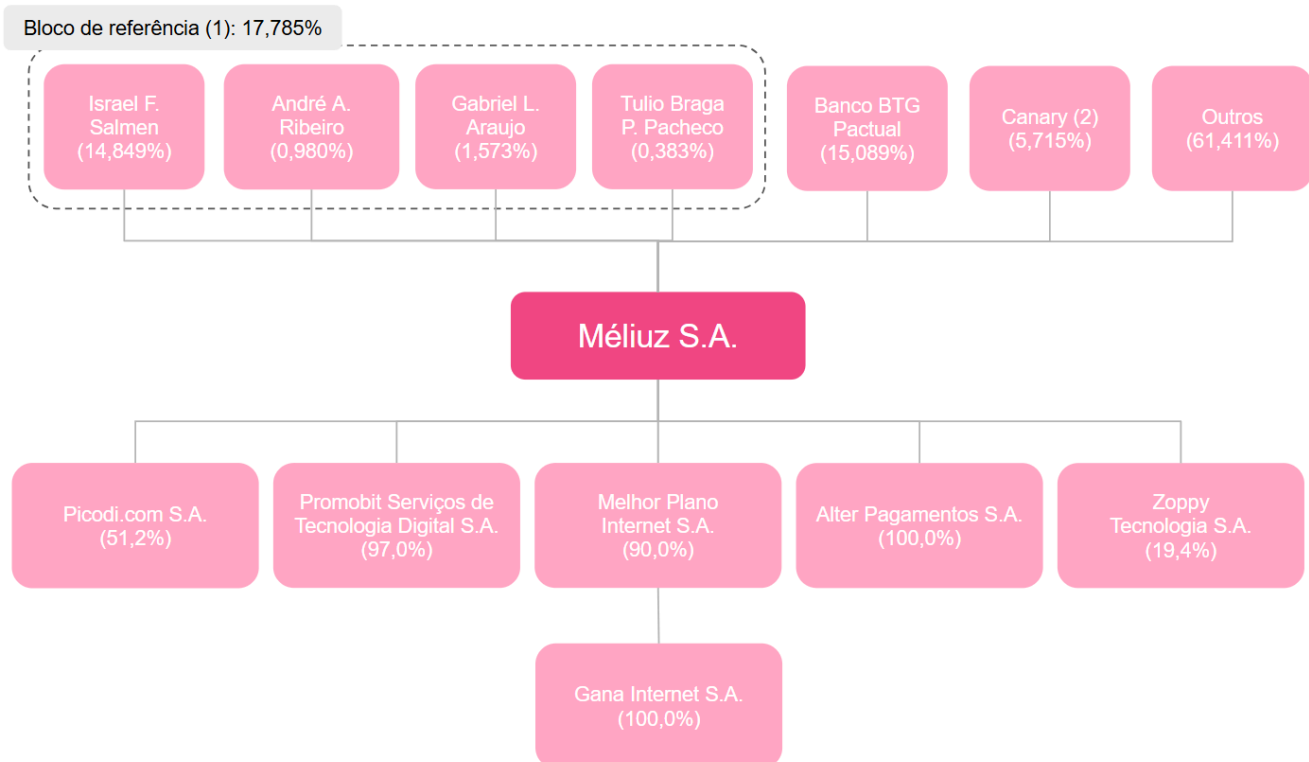 Bloco de referência (1): 17,785%
Israel F.
Salmen
(14,849%)
André A.
Ribeiro
(0,980%)
Gabriel L.
Araujo
(1,573%)
Tulio Braga
P. Pacheco
(0,383%)
Banco BTG
Pactual
(15,089%)
Canary (2)
(5,715%)
Outros
(61,411%)
Méliuz S.A.
Picodi.com S.A.
(51,2%)
Promobit Serviços de
Tecnologia Digital S.A.
(97,0%)
Melhor Plano
Internet S.A.
(90,0%)
Alter Pagamentos S.A.
(100,0%)
Zoppy
Tecnologia S.A.
(19,4%)
Gana Internet S.A.
(100,0%)